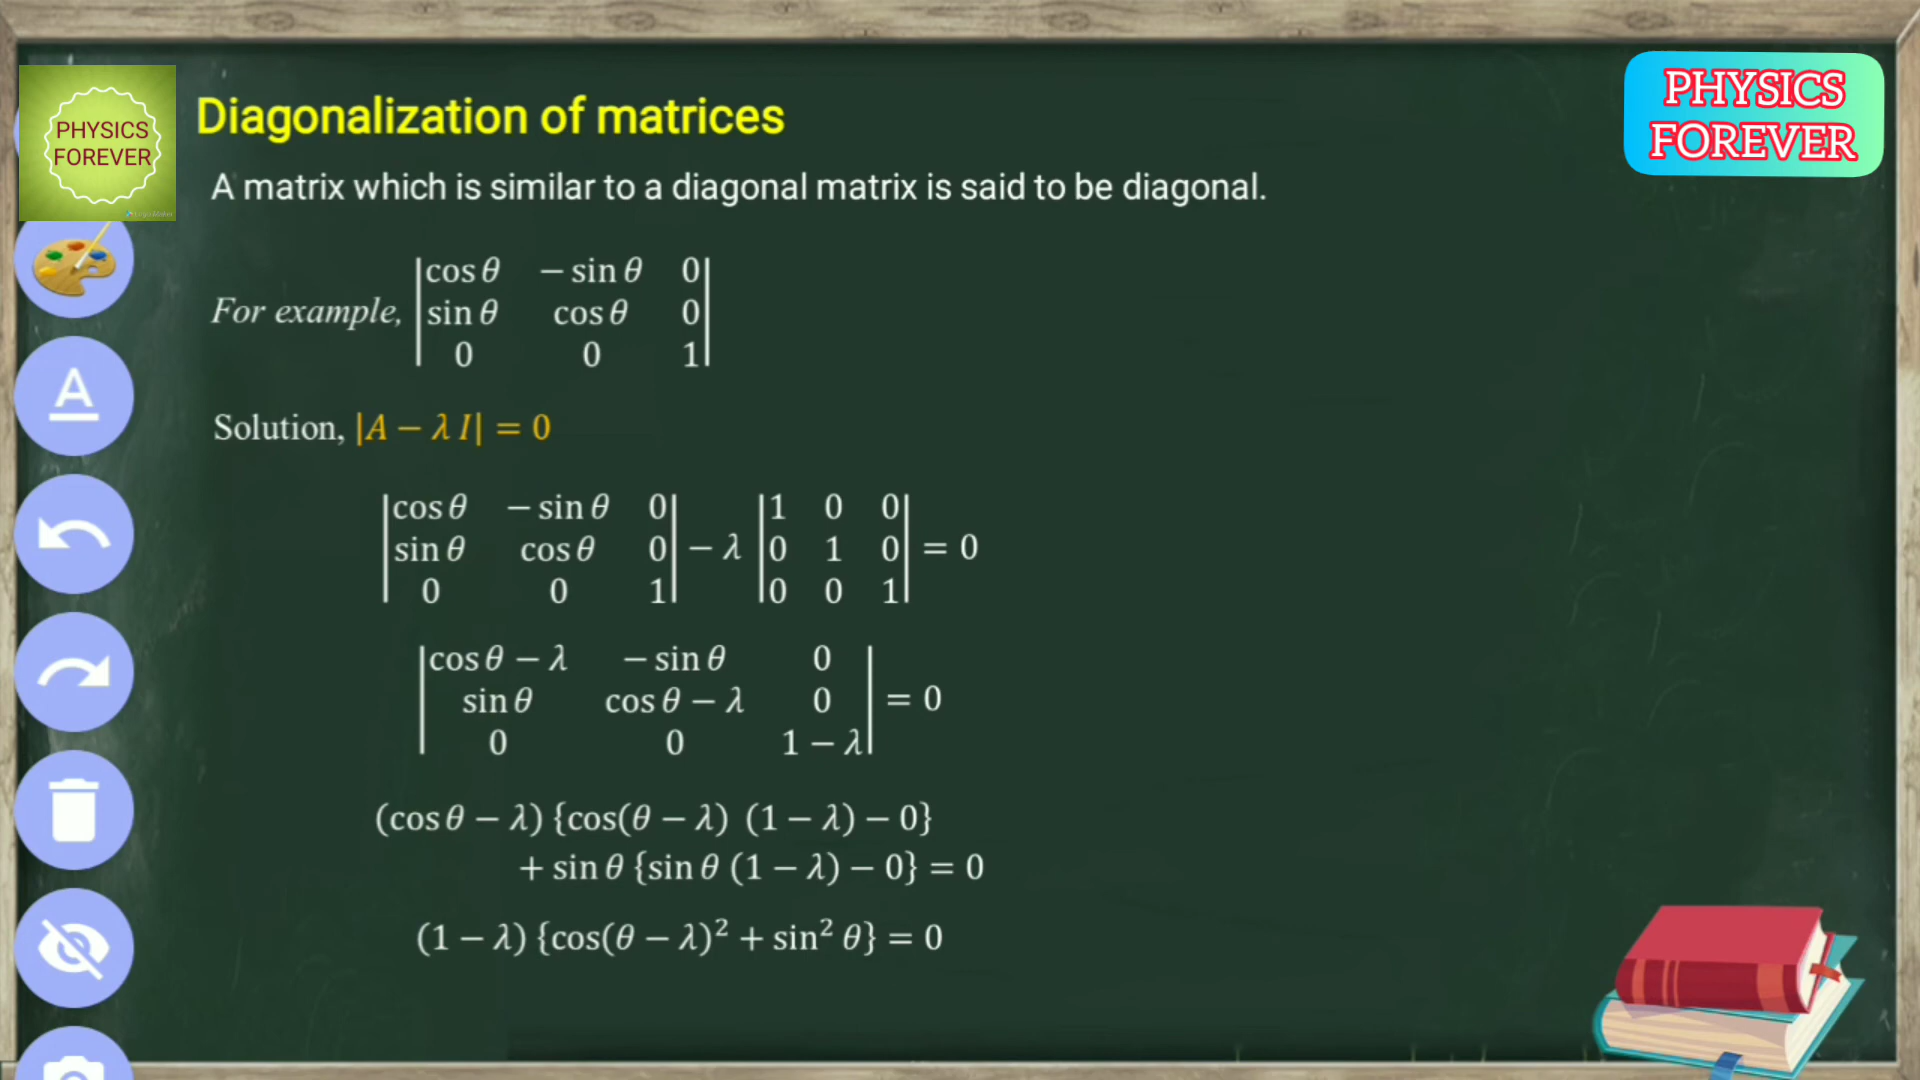 PHYSICS
FOREVER
PHYSICS
FOREVER
Diagonalization of matrices
A matrix which is similar to a diagonal matrix is said to be diagonal.
For example, |cos θ − sin θ 0|
|sin θ cos θ 0|
|0 0 1|
Solution, |A − λ I| = 0
|cos θ − sin θ 0| |1 0 0|
|sin θ cos θ 0| − λ |0 1 0| = 0
|0 0 1| |0 0 1|
|cos θ − λ − sin θ 0|
|sin θ cos θ − λ 0| = 0
|0 0 1 − λ|
(cos θ − λ) {cos(θ − λ) (1 − λ) − 0}
+ sin θ {sin θ (1 − λ) − 0} = 0
(1 − λ) {cos(θ − λ)² + sin² θ} = 0
A